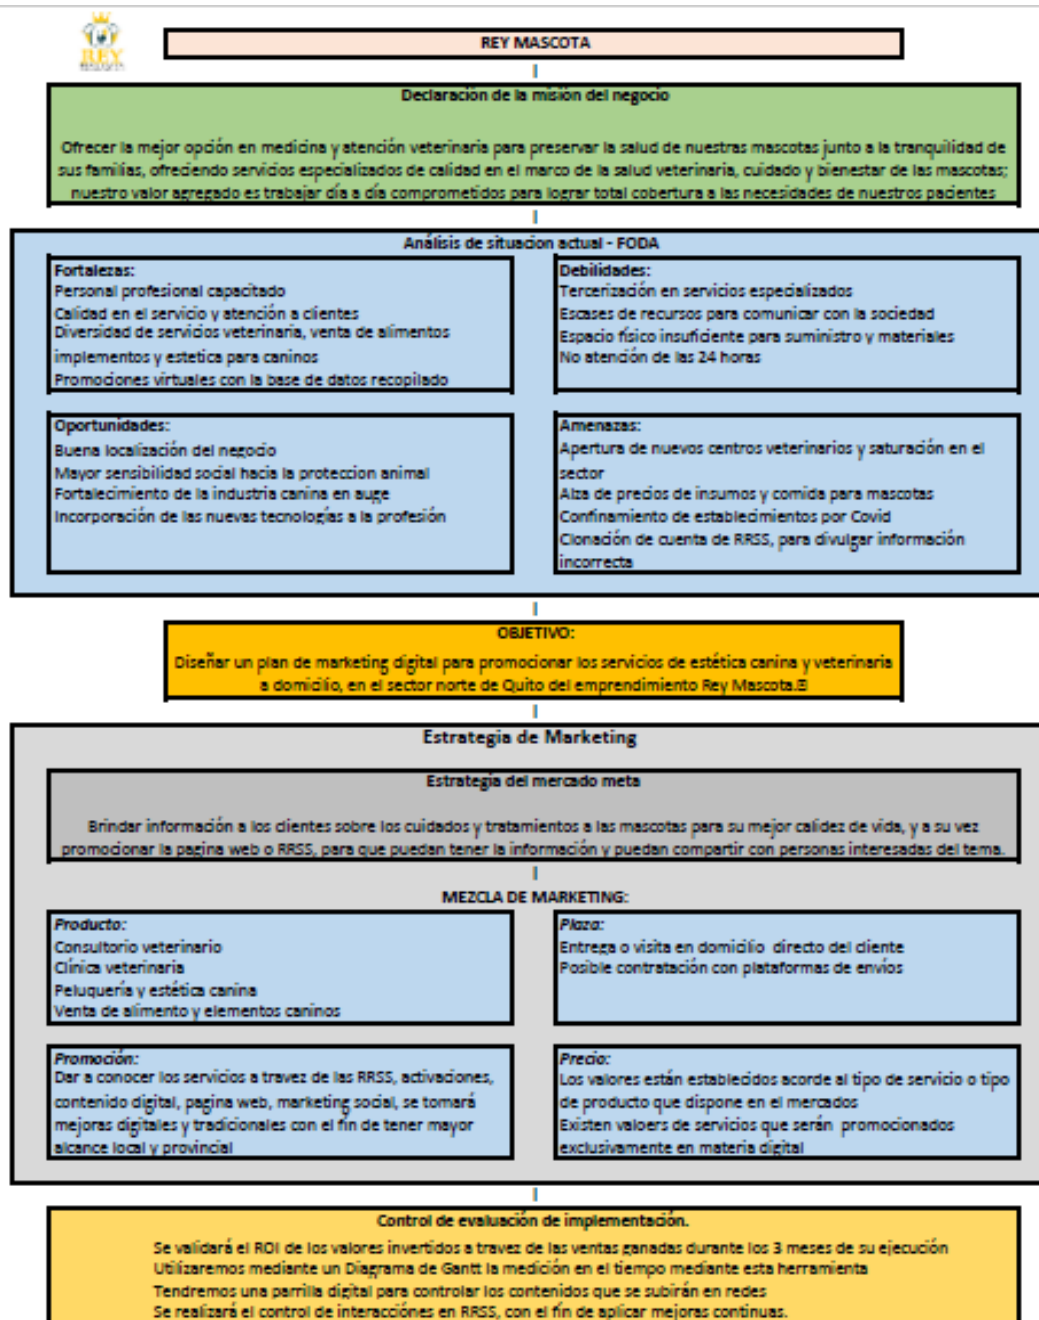 REY
REY MASCOTA
Declaración de la misión del negocio
Ofrecer la mejor opción en medicina y atención veterinaria para preservar la salud de nuestras mascotas junto a la tranquilidad de
sus familias, ofreciendo servicios especializados de calidad en el marco de la salud veterinaria, cuidado y bienestar de las mascotas;
nuestro valor agregado es trabajar día a día comprometidos para lograr total cobertura a las necesidades de nuestros pacientes
Análisis de situacion actual - FODA
Fortalezas:
Personal profesional capacitado
Calidad en el servicio y atención a clientes
Diversidad de servicios veterinaria, venta de alimentos
implementos y estetica para caninos
Promociones virtuales con la base de datos recopilado
Debilidades:
Tercerización en servicios especializados
Escases de recursos para comunicar con la sociedad
Espacio físico insuficiente para suministro y materiales
No atención de las 24 horas
Oportunidades:
Buena localización del negocio
Mayor sensibilidad social hacia la proteccion animal
Fortalecimiento de la industria canina en auge
Incorporación de las nuevas tecnologías a la profesión
Amenazas:
Apertura de nuevos centros veterinarios y saturación en el
sector
Alza de precios de insumos y comida para mascotas
Confinamiento de establecimientos por Covid
Clonación de cuenta de RRSS, para divulgar información
incorrecta
OBJETIVO:
Diseñar un plan de marketing digital para promocionar los servicios de estética canina y veterinaria
a domicilio, en el sector norte de Quito del emprendimiento Rey Mascota.
Estrategia de Marketing
Estrategia del mercado meta
Brindar información a los clientes sobre los cuidados y tratamientos a las mascotas para su mejor calidez de vida, y a su vez
promocionar la pagina web o RRSS, para que puedan tener la información y puedan compartir con personas interesadas del tema.
MEZCLA DE MARKETING:
Producto:
Consultorio veterinario
Clínica veterinaria
Peluquería y estética canina
Venta de alimento y elementos caninos
Plaza:
Entrega o visita en domicilio directo del cliente
Posible contratación con plataformas de envíos
Promoción:
Dar a conocer los servicios a travez de las RRSS, activaciones,
contenido digital, pagina web, marketing social, se tomará
mejoras digitales y tradicionales con el fin de tener mayor
alcance local y provincial
Precio:
Los valores están establecidos acorde al tipo de servicio o tipo
de producto que dispone en el mercados
Existen valoers de servicios que serán promocionados
exclusivamente en materia digital
Control de evaluación de implementación.
Se validará el ROI de los valores invertidos a travez de las ventas ganadas durante los 3 meses de su ejecución
Utilizaremos mediante un Diagrama de Gantt la medición en el tiempo mediante esta herramienta
Tendremos una parrilla digital para controlar los contenidos que se subirán en redes
Se realizará el control de interacciónes en RRSS, con el fin de aplicar mejoras continuas.